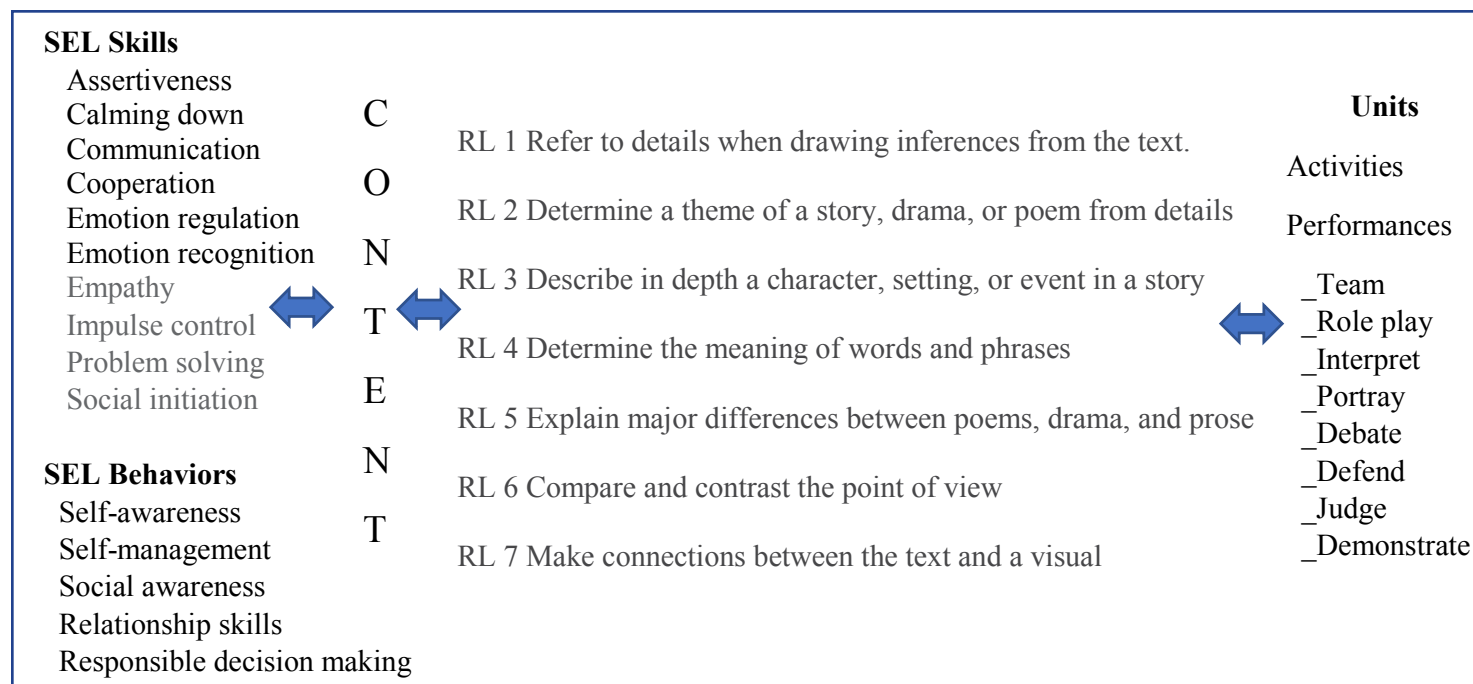 SEL Skills
Assertiveness
Calming down
Communication
Cooperation
Emotion regulation
Emotion recognition
Empathy
Impulse control
Problem solving
Social initiation
SEL Behaviors
Self-awareness
Self-management
Social awareness
Relationship skills
Responsible decision making
C
O
N
T
E
N
T
RL 1 Refer to details when drawing inferences from the text.
RL 2 Determine a theme of a story, drama, or poem from details
RL 3 Describe in depth a character, setting, or event in a story
RL 4 Determine the meaning of words and phrases
RL 5 Explain major differences between poems, drama, and prose
RL 6 Compare and contrast the point of view
RL 7 Make connections between the text and a visual
Units
Activities
Performances
_Team
_Role play
_Interpret
_Portray
_Debate
_Defend
_Judge
_Demonstrate